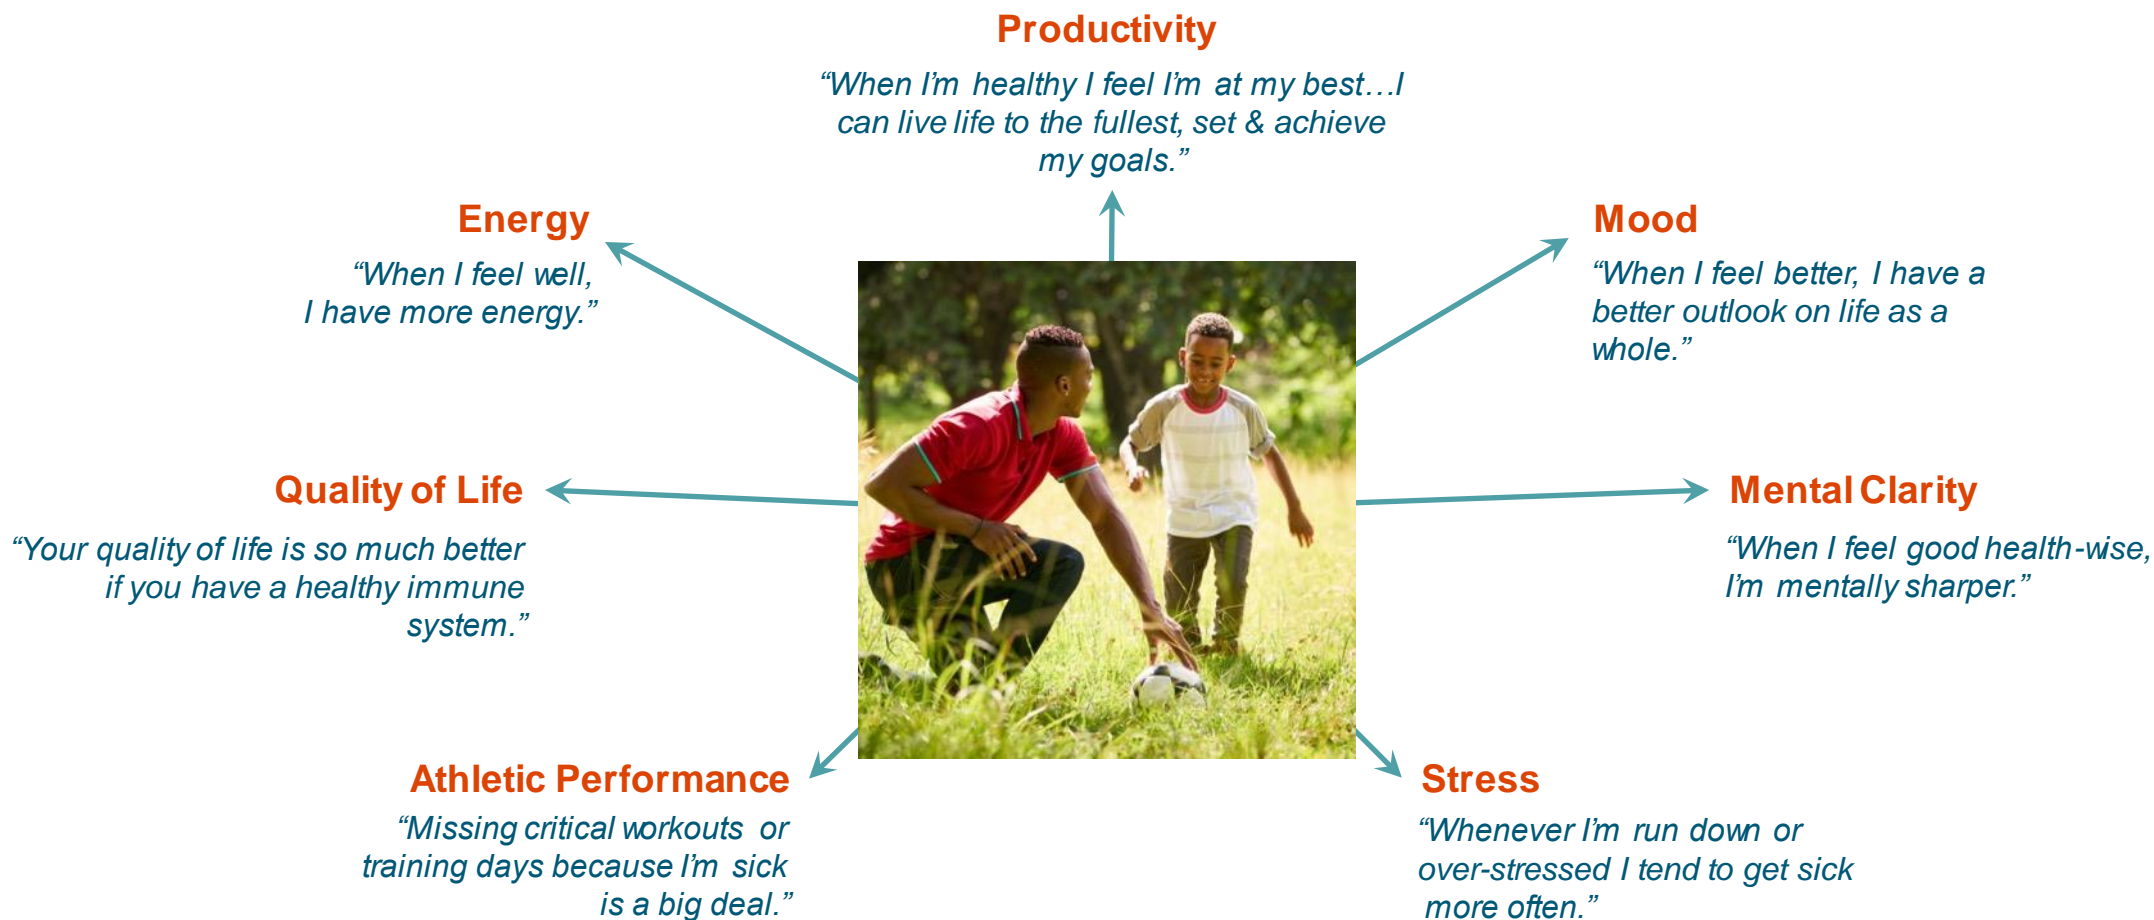 Productivity
“When I’m healthy I feel I’m at my best…I
can live life to the fullest, set & achieve
my goals.”
Energy
“When I feel well,
I have more energy.”
Mood
“When I feel better, I have a
better outlook on life as a
whole.”
Quality of Life
“Your quality of life is so much better
if you have a healthy immune
system.”
Mental Clarity
“When I feel good health-wise,
I’m mentally sharper.”
Athletic Performance
“Missing critical workouts or
training days because I’m sick
is a big deal.”
Stress
“Whenever I’m run down or
over-stressed I tend to get sick
more often.”